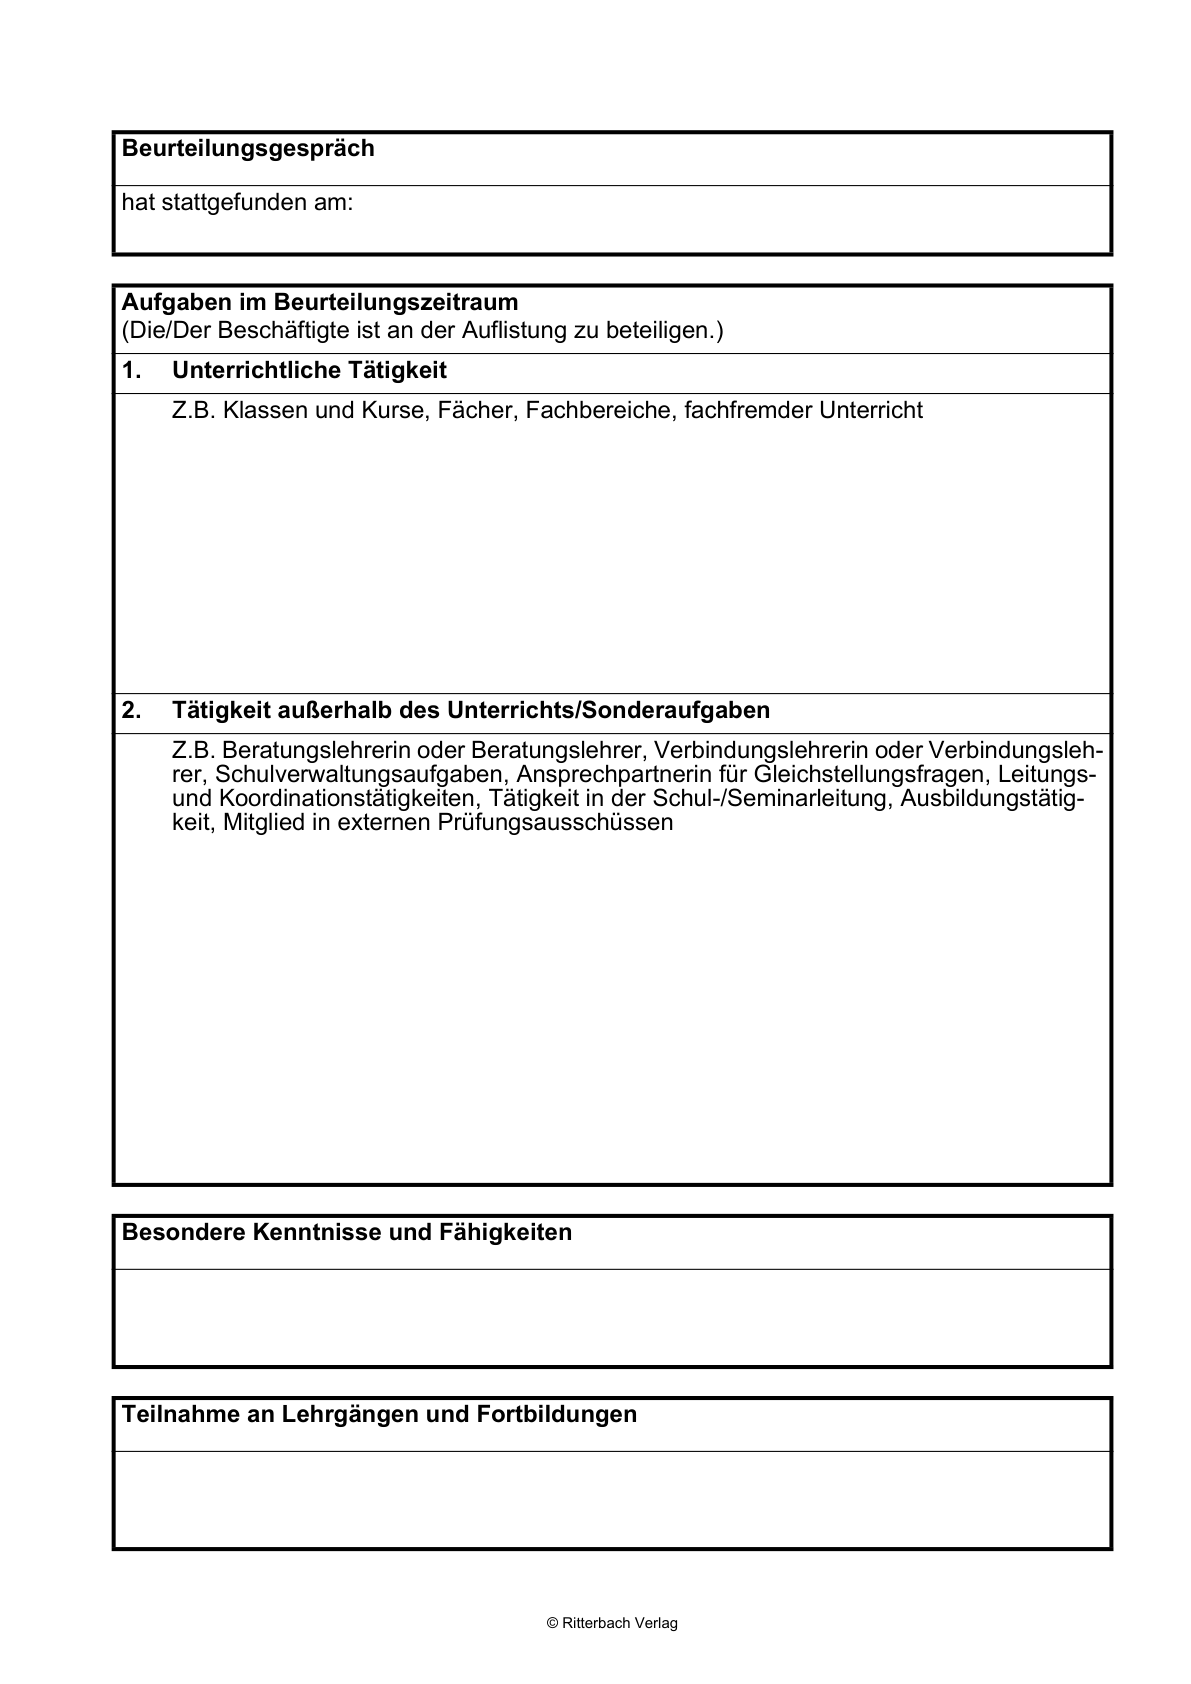 Beurteilungsgespräch
hat stattgefunden am:
Aufgaben im Beurteilungszeitraum
(Die/Der Beschäftigte ist an der Auflistung zu beteiligen.)
1. Unterrichtliche Tätigkeit
Z.B. Klassen und Kurse, Fächer, Fachbereiche, fachfremder Unterricht
2. Tätigkeit außerhalb des Unterrichts/Sonderaufgaben
Z.B. Beratungslehrerin oder Beratungslehrer, Verbindungslehrerin oder Verbindungsleh-
rer, Schulverwaltungsaufgaben, Ansprechpartnerin für Gleichstellungsfragen, Leitungs-
und Koordinationstätigkeiten, Tätigkeit in der Schul-/Seminarleitung, Ausbildungstätig-
keit, Mitglied in externen Prüfungsausschüssen
Besondere Kenntnisse und Fähigkeiten
Teilnahme an Lehrgängen und Fortbildungen
© Ritterbach Verlag